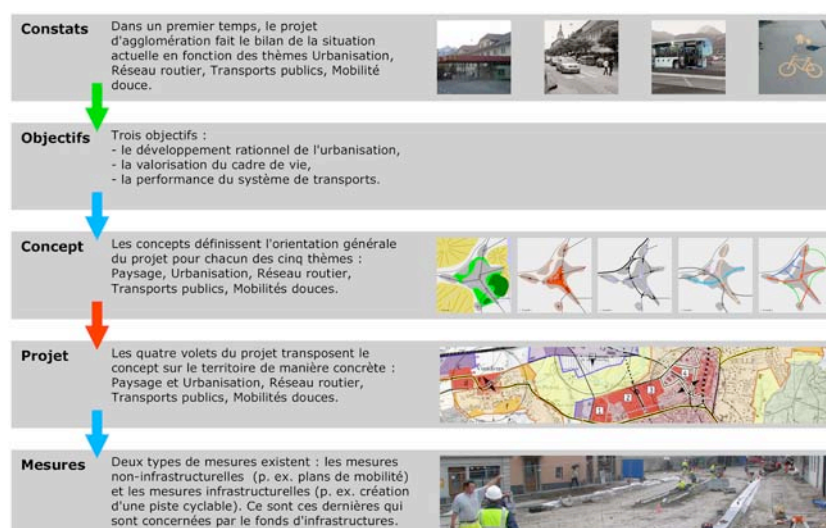 Constats
Dans un premier temps, le projet
d'agglomération fait le bilan de la situation
actuelle en fonction des thèmes Urbanisation,
Réseau routier, Transports publics, Mobilité
douce.
Objectifs
Trois objectifs :
- le développement rationnel de l'urbanisation,
- la valorisation du cadre de vie,
- la performance du système de transports.
Concept
Les concepts définissent l'orientation générale
du projet pour chacun des cinq thèmes :
Paysage, Urbanisation, Réseau routier,
Transports publics, Mobilités douces.
Projet
Les quatre volets du projet transposent le
concept sur le territoire de manière concrète :
Paysage et Urbanisation, Réseau routier,
Transports publics, Mobilités douces.
1
2
3
4
Mesures
Deux types de mesures existent : les mesures
non-infrastructurelles (p. ex. plans de mobilité)
et les mesures infrastructurelles (p. ex. création
d'une piste cyclable). Ce sont ces dernières qui
sont concernées par le fonds d'infrastructures.